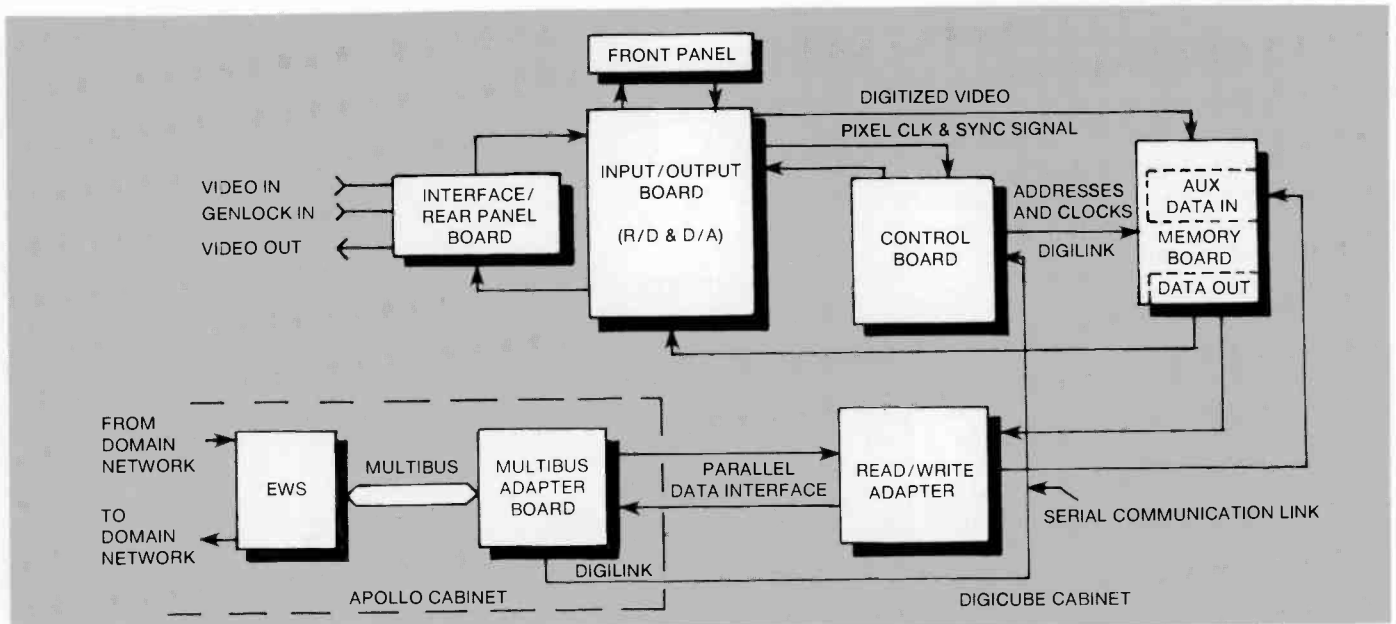 FRONT PANEL
DIGITIZED VIDEO
PIXEL CLK & SYNC SIGNAL
VIDEO IN
GENLOCK IN
VIDEO OUT
INTERFACE/
REAR PANEL
BOARD
INPUT/OUTPUT
BOARD
(R/D & D/A)
CONTROL
BOARD
ADDRESSES
AND CLOCKS
DIGILINK
AUX
DATA IN
MEMORY
BOARD
DATA OUT
FROM
DOMAIN
NETWORK
TO
DOMAIN
NETWORK
EWS
MULTIBUS
MULTIBUS
ADAPTER
BOARD
PARALLEL
DATA INTERFACE
READ/WRITE
ADAPTER
SERIAL COMMUNICATION LINK
DIGILINK
APOLLO CABINET
DIGICUBE CABINET